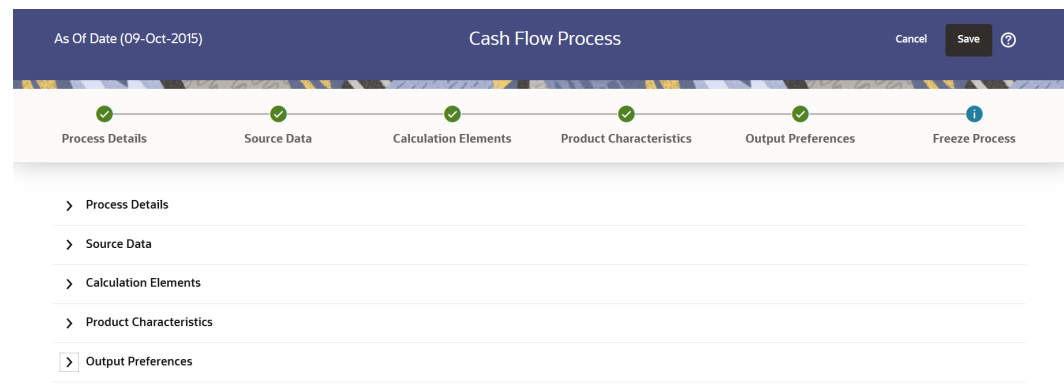 As Of Date (09-Oct-2015)
Cash Flow Process
Cancel
Save
Process Details
Source Data
Calculation Elements
Product Characteristics
Output Preferences
Freeze Process
Process Details
Source Data
Calculation Elements
Product Characteristics
Output Preferences